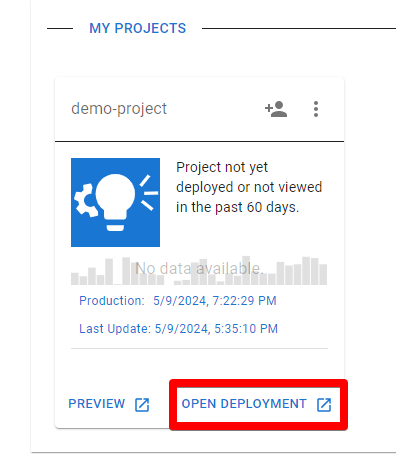 MY PROJECTS
demo-project
Project not yet
deployed or not viewed
in the past 60 days.
No data available.
Production: 5/9/2024, 7:22:29 PM
Last Update: 5/9/2024, 5:35:10 PM
PREVIEW
OPEN DEPLOYMENT